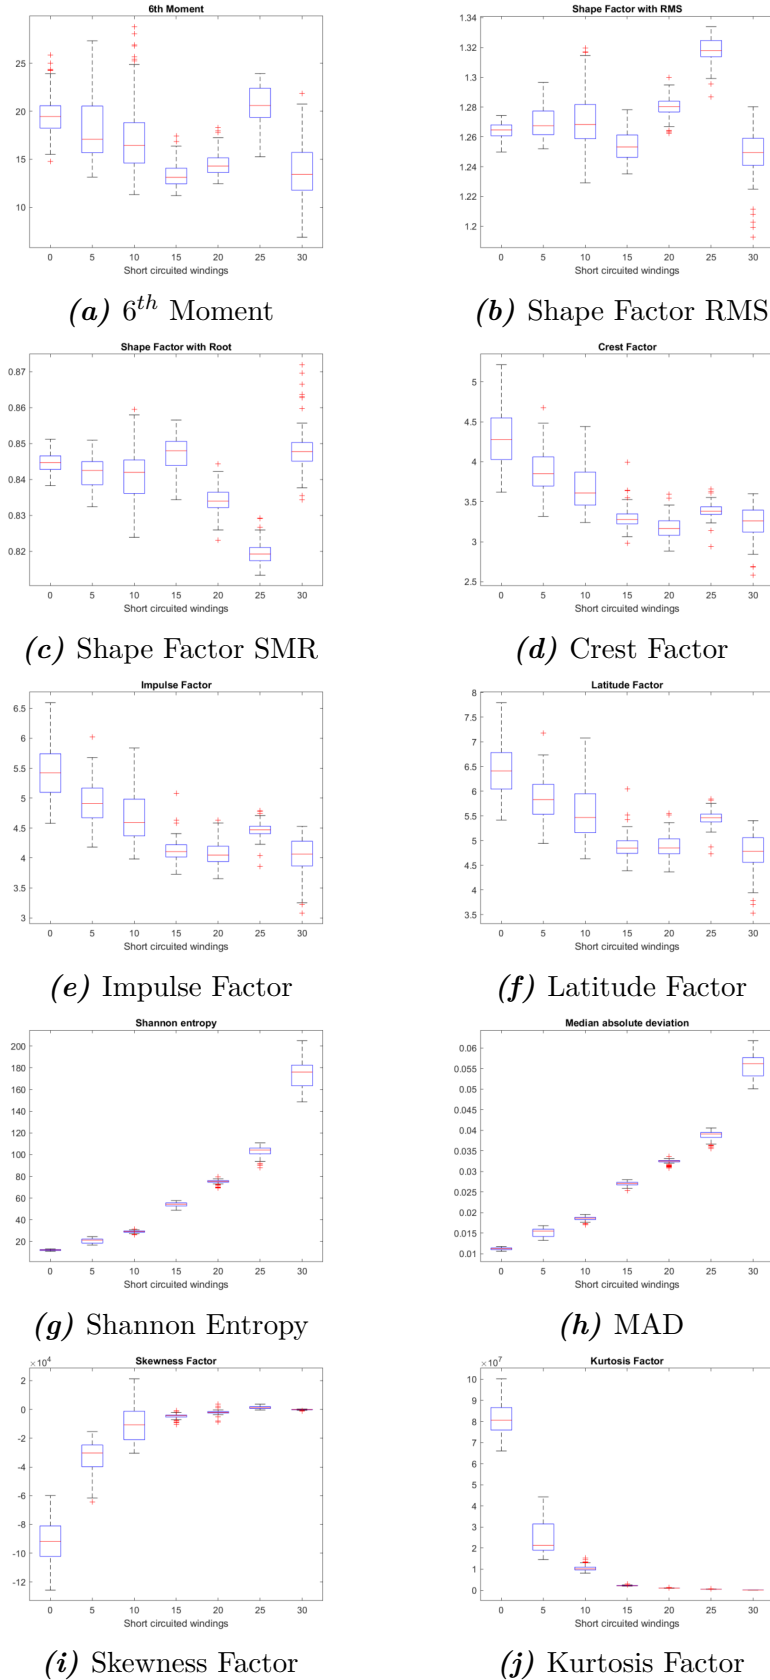 6th Moment
25
20
15
10
0 5 10 15 20 25 30
Short circuited windings
(a) 6th Moment
Shape Factor with RMS
1.34
1.32
1.3
1.28
1.26
1.24
1.22
1.2
0 5 10 15 20 25 30
Short circuited windings
(b) Shape Factor RMS
Shape Factor with Root
0.87
0.86
0.85
0.84
0.83
0.82
0 5 10 15 20 25 30
Short circuited windings
(c) Shape Factor SMR
Crest Factor
5
4.5
4
3.5
3
2.5
0 5 10 15 20 25 30
Short circuited windings
(d) Crest Factor
Impulse Factor
6.5
6
5.5
5
4.5
4
3.5
3
0 5 10 15 20 25 30
Short circuited windings
(e) Impulse Factor
Latitude Factor
8
7.5
7
6.5
6
5.5
5
4.5
4
3.5
0 5 10 15 20 25 30
Short circuited windings
(f) Latitude Factor
Shannon entropy
200
180
160
140
120
100
80
60
40
20
0 5 10 15 20 25 30
Short circuited windings
(g) Shannon Entropy
Median absolute deviation
0.06
0.055
0.05
0.045
0.04
0.035
0.03
0.025
0.02
0.015
0.01
0 5 10 15 20 25 30
Short circuited windings
(h) MAD
Skewness Factor
×10^4
2
0
-2
-4
-6
-8
-10
-12
0 5 10 15 20 25 30
Short circuited windings
(i) Skewness Factor
Kurtosis Factor
×10^7
10
9
8
7
6
5
4
3
2
1
0
0 5 10 15 20 25 30
Short circuited windings
(j) Kurtosis Factor